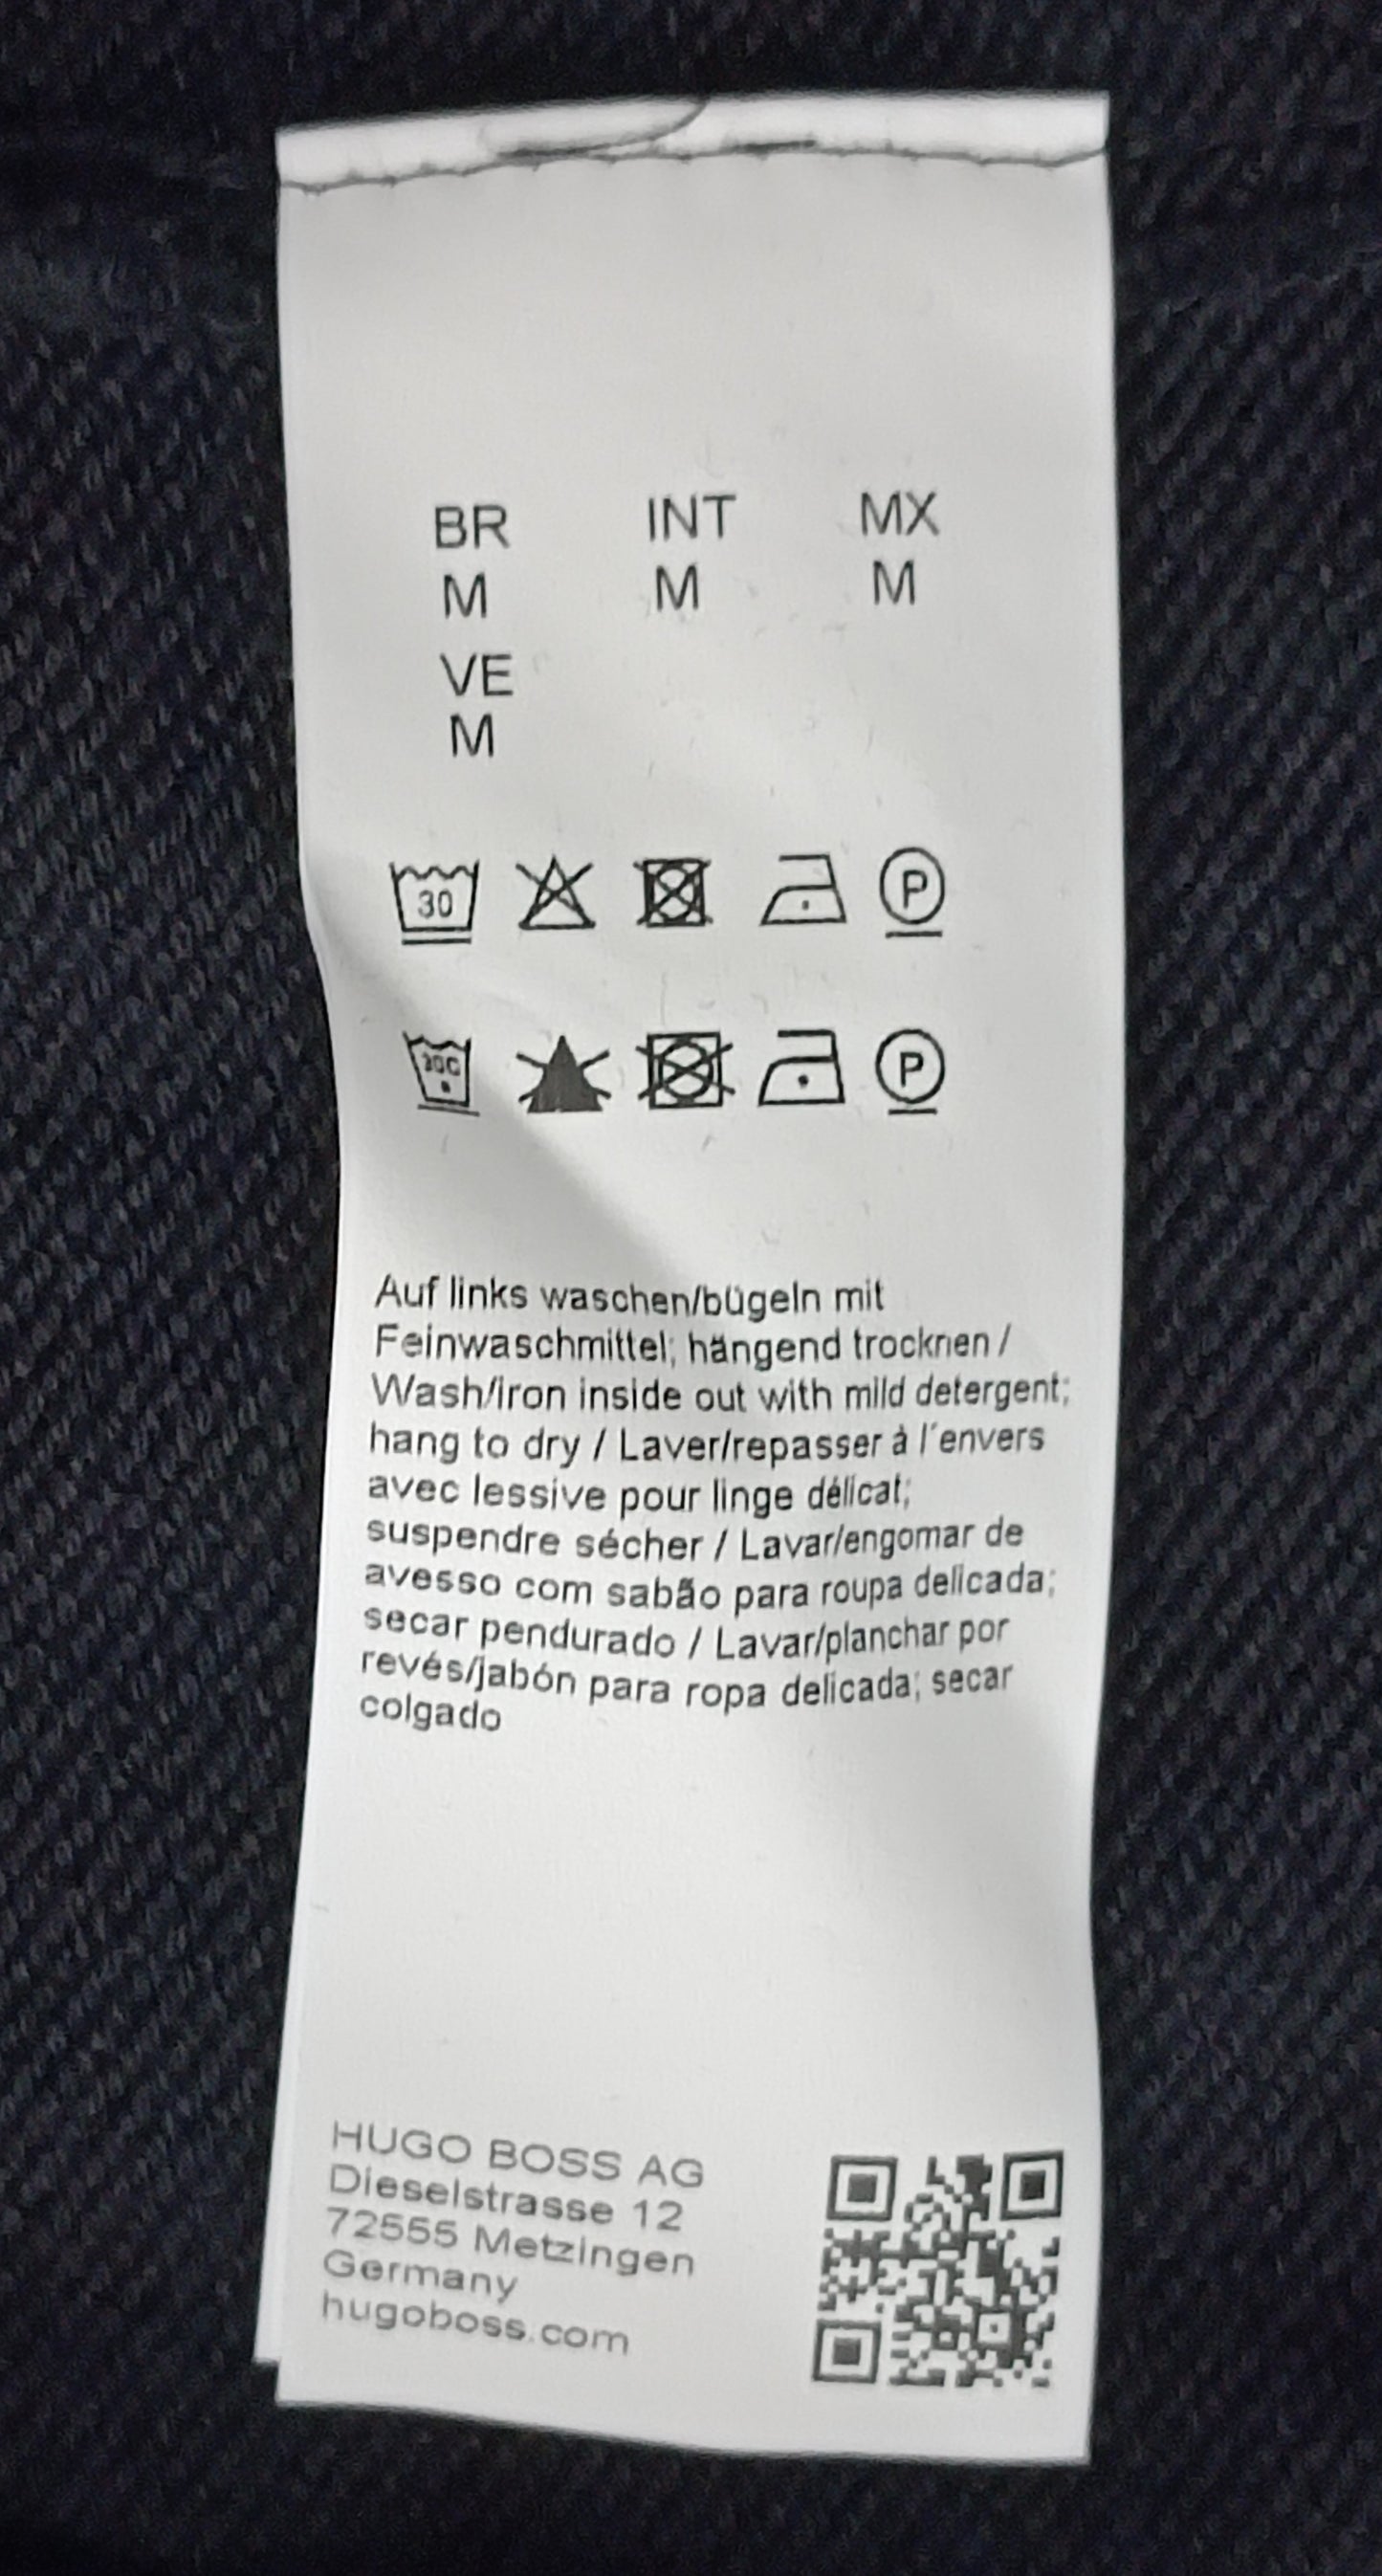 BR INT MX
M M M
VE
M
30
P
30C
P
Auf links waschen/bügeln mit
Feinwaschmittel; hängend trocknen /
Wash/iron inside out with mild detergent;
hang to dry / Laver/repasser à l´envers
avec lessive pour linge délicat;
suspendre sécher / Lavar/engomar de
avesso com sabão para roupa delicada;
secar pendurado / Lavar/planchar por
revés/jabón para ropa delicada; secar
colgado
HUGO BOSS AG
Dieselstrasse 12
72555 Metzingen
Germany
hugoboss.com